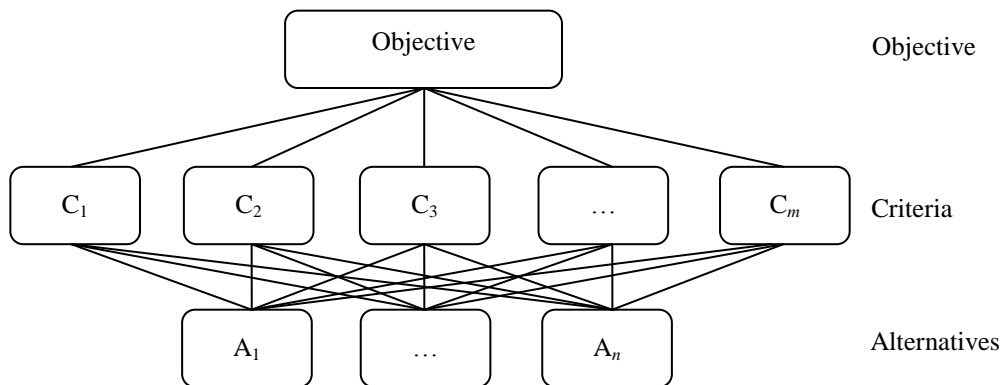 Objective
Objective
C₁ C₂ C₃ … Cₘ Criteria
A₁ … Aₙ Alternatives